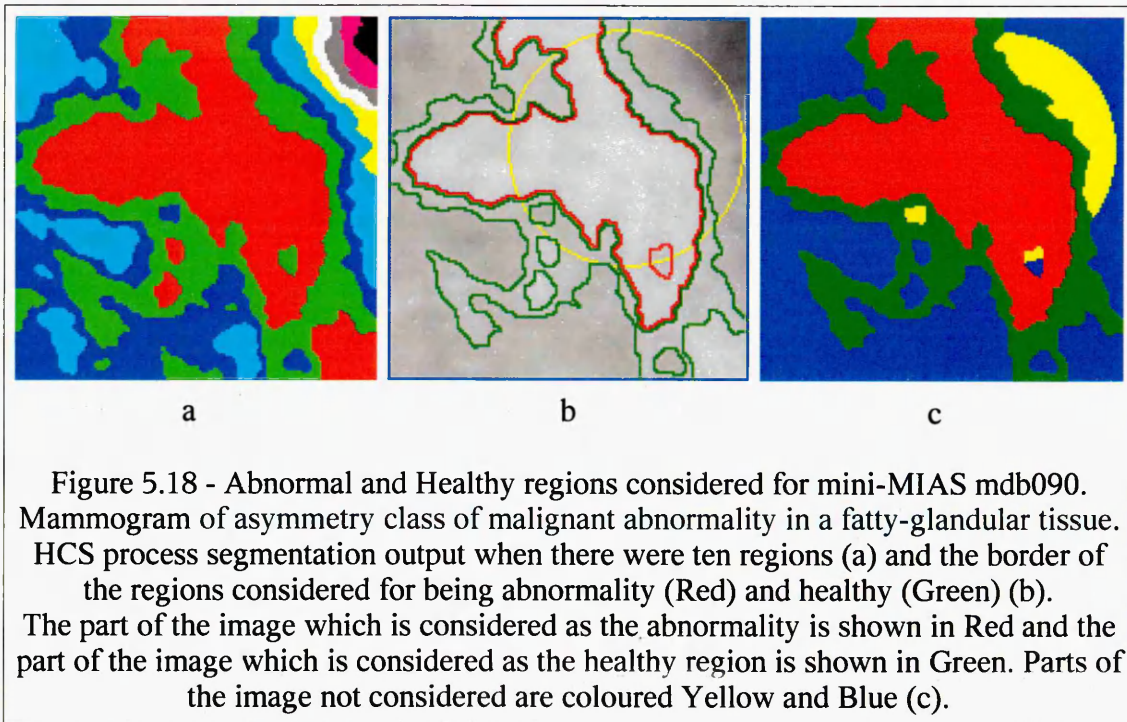 a b c
Figure 5.18 - Abnormal and Healthy regions considered for mini-MIAS mdb090.
Mammogram of asymmetry class of malignant abnormality in a fatty-glandular tissue.
HCS process segmentation output when there were ten regions (a) and the border of
the regions considered for being abnormality (Red) and healthy (Green) (b).
The part of the image which is considered as the abnormality is shown in Red and the
part of the image which is considered as the healthy region is shown in Green. Parts of
the image not considered are coloured Yellow and Blue (c).